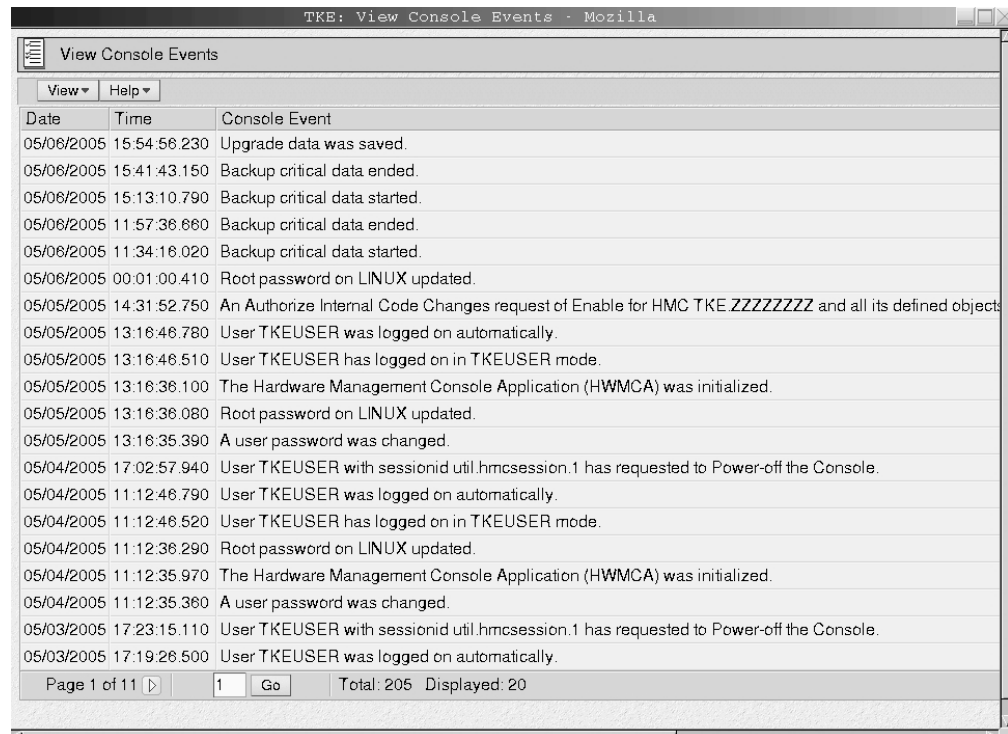 TKE: View Console Events - Mozilla
View Console Events
View Help
Date Time Console Event
05/06/2005 15:54:56.230 Upgrade data was saved.
05/06/2005 15:41:43.150 Backup critical data ended.
05/06/2005 15:13:10.790 Backup critical data started.
05/06/2005 11:57:36.660 Backup critical data ended.
05/06/2005 11:34:16.020 Backup critical data started.
05/06/2005 00:01:00.410 Root password on LINUX updated.
05/05/2005 14:31:52.750 An Authorize Internal Code Changes request of Enable for HMC TKE.ZZZZZZZZ and all its defined objects
05/05/2005 13:16:46.780 User TKEUSER was logged on automatically.
05/05/2005 13:16:46.510 User TKEUSER has logged on in TKEUSER mode.
05/05/2005 13:16:36.100 The Hardware Management Console Application (HWMCA) was initialized.
05/05/2005 13:16:36.080 Root password on LINUX updated.
05/05/2005 13:16:35.390 A user password was changed.
05/04/2005 17:02:57.940 User TKEUSER with sessionid util.hmcsession.1 has requested to Power-off the Console.
05/04/2005 11:12:46.790 User TKEUSER was logged on automatically.
05/04/2005 11:12:46.520 User TKEUSER has logged on in TKEUSER mode.
05/04/2005 11:12:36.290 Root password on LINUX updated.
05/04/2005 11:12:35.970 The Hardware Management Console Application (HWMCA) was initialized.
05/04/2005 11:12:35.360 A user password was changed.
05/03/2005 17:23:15.110 User TKEUSER with sessionid util.hmcsession.1 has requested to Power-off the Console.
05/03/2005 17:19:26.500 User TKEUSER was logged on automatically.
Page 1 of 11 1 Go Total: 205 Displayed: 20